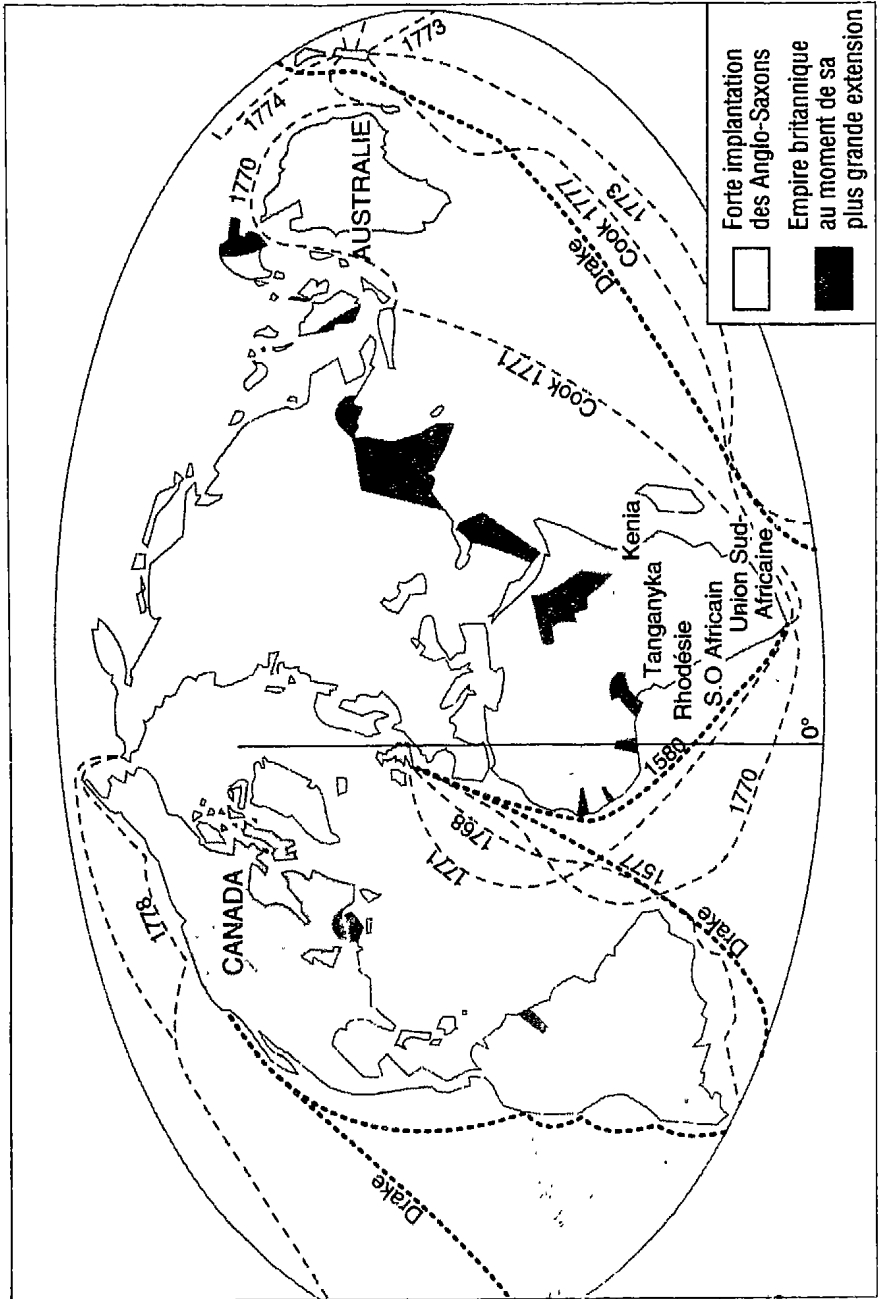 1778
CANADA
Drake
1771
1768
1577
Drake
1770
1580
0°
Tanganyka
Rhodésie
S.O Africain
Kenia
Union Sud-
Africaine
Cook 1771
1770
AUSTRALIE
1774
1773
Drake
Cook 1777
1773
Forte implantation
des Anglo-Saxons
Empire britannique
au moment de sa
plus grande extension